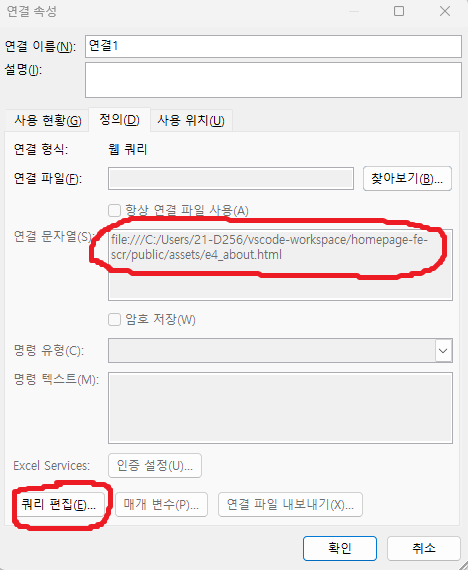 연결 속성
연결 이름(N):
연결1
설명(I):
사용 현황(G) 정의(D) 사용 위치(U)
연결 형식: 웹 쿼리
연결 파일(F):
찾아보기(B)...
항상 연결 파일 사용(A)
연결 문자열(S):
file:///C:/Users/21-D256/vscode-workspace/homepage-fe-
scr/public/assets/e4_about.html
암호 저장(W)
명령 유형(C):
명령 텍스트(M):
Excel Services: 인증 설정(U)...
쿼리 편집(E)... 매개 변수(P)... 연결 파일 내보내기(X)...
확인 취소